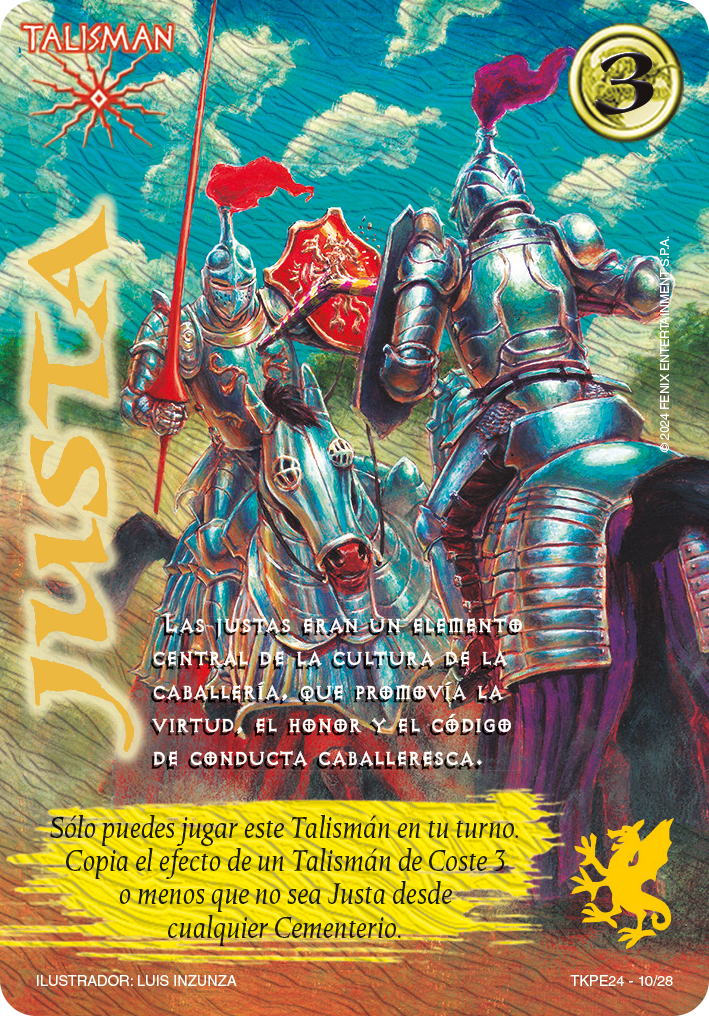 TALISMAN
3
JUSTA
© 2024 FENIX ENTERTAINMENT S.P.A.
Las justas eran un elemento
central de la cultura de la
caballería, que promovía la
virtud, el honor y el código
de conducta caballeresca.
Sólo puedes jugar este Talismán en tu turno.
Copia el efecto de un Talismán de Coste 3
o menos que no sea Justa desde
cualquier Cementerio.
ILUSTRADOR: LUIS INZUNZA
TKPE24 - 10/28